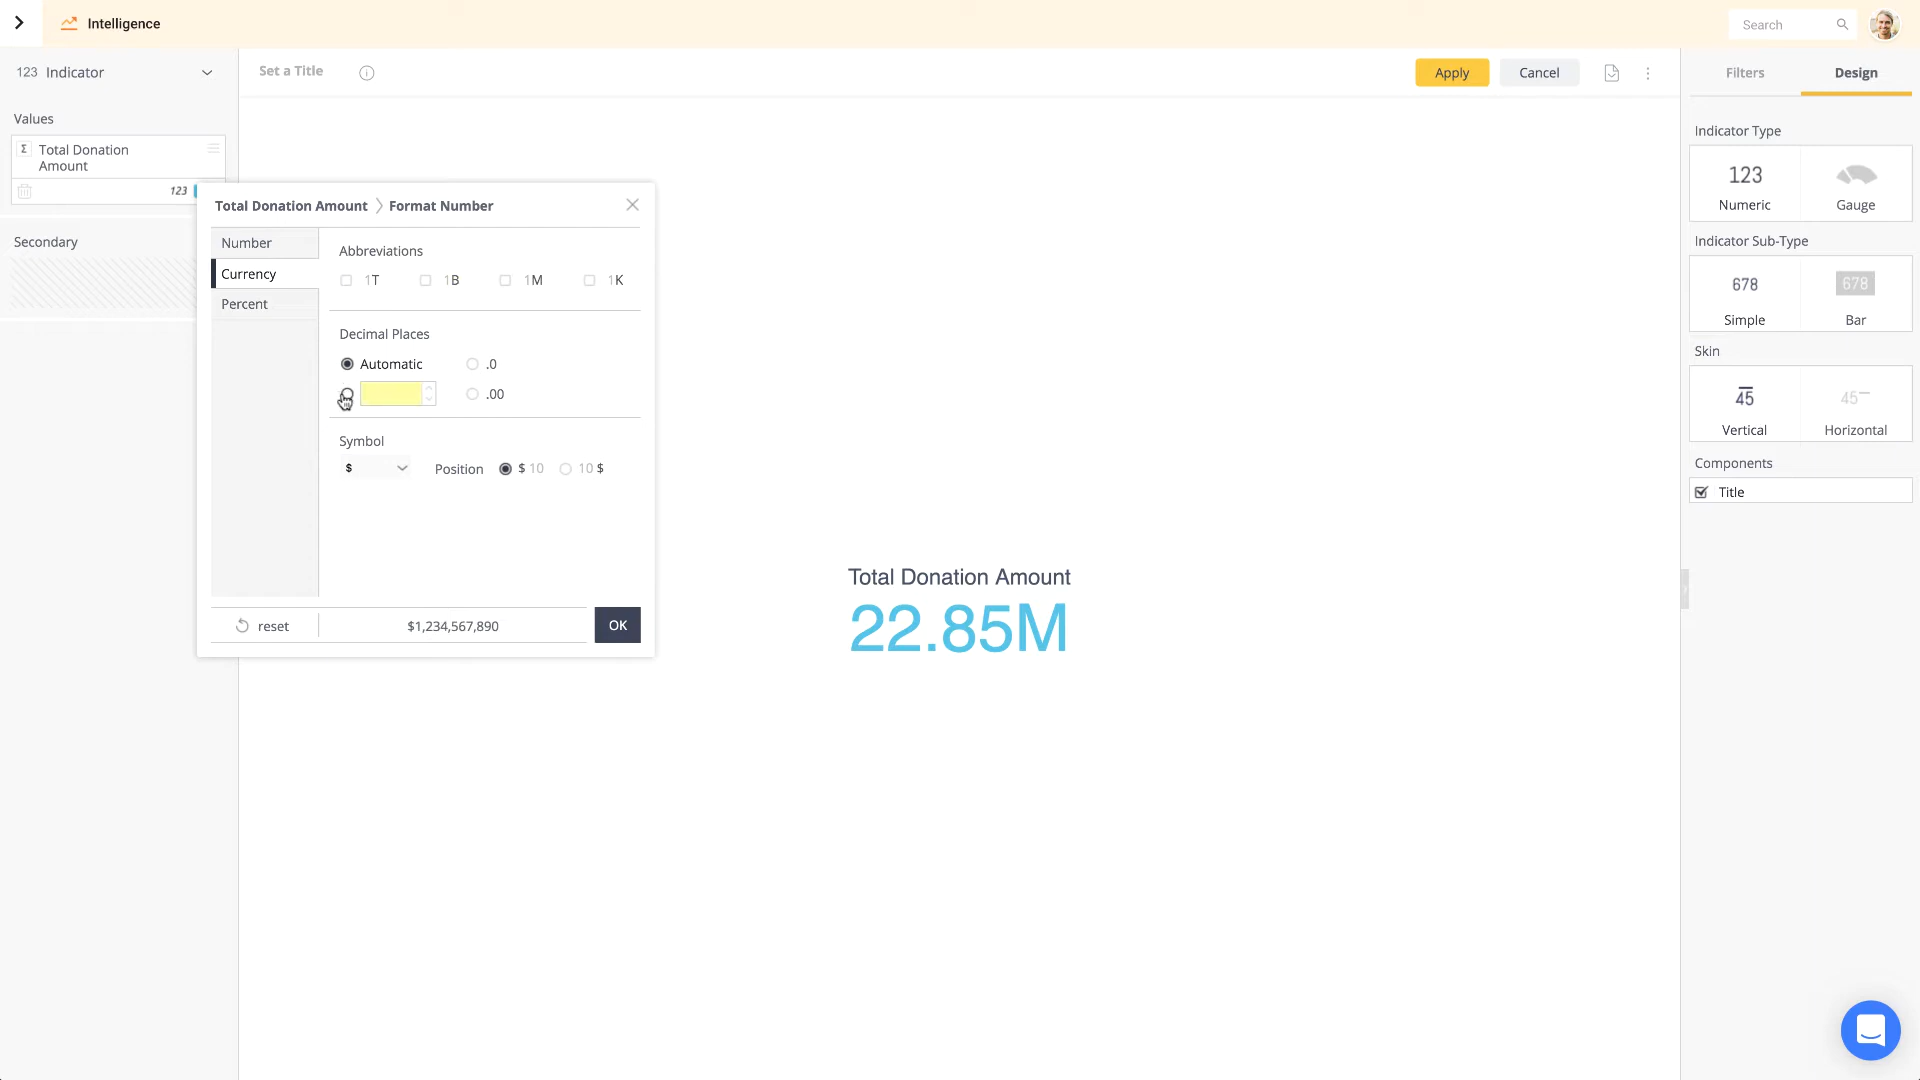 Intelligence
Search
123 Indicator
Set a Title
Apply
Cancel
Filters
Design
Values
Σ Total Donation
Amount
123
Secondary
Total Donation Amount > Format Number
Number
Currency
Percent
Abbreviations
1T
1B
1M
1K
Decimal Places
Automatic
.0
.00
Symbol
$
Position
$ 10
10 $
reset
$1,234,567,890
OK
Total Donation Amount
22.85M
Indicator Type
123
Numeric
Gauge
Indicator Sub-Type
678
Simple
678
Bar
Skin
45
Vertical
45
Horizontal
Components
Title